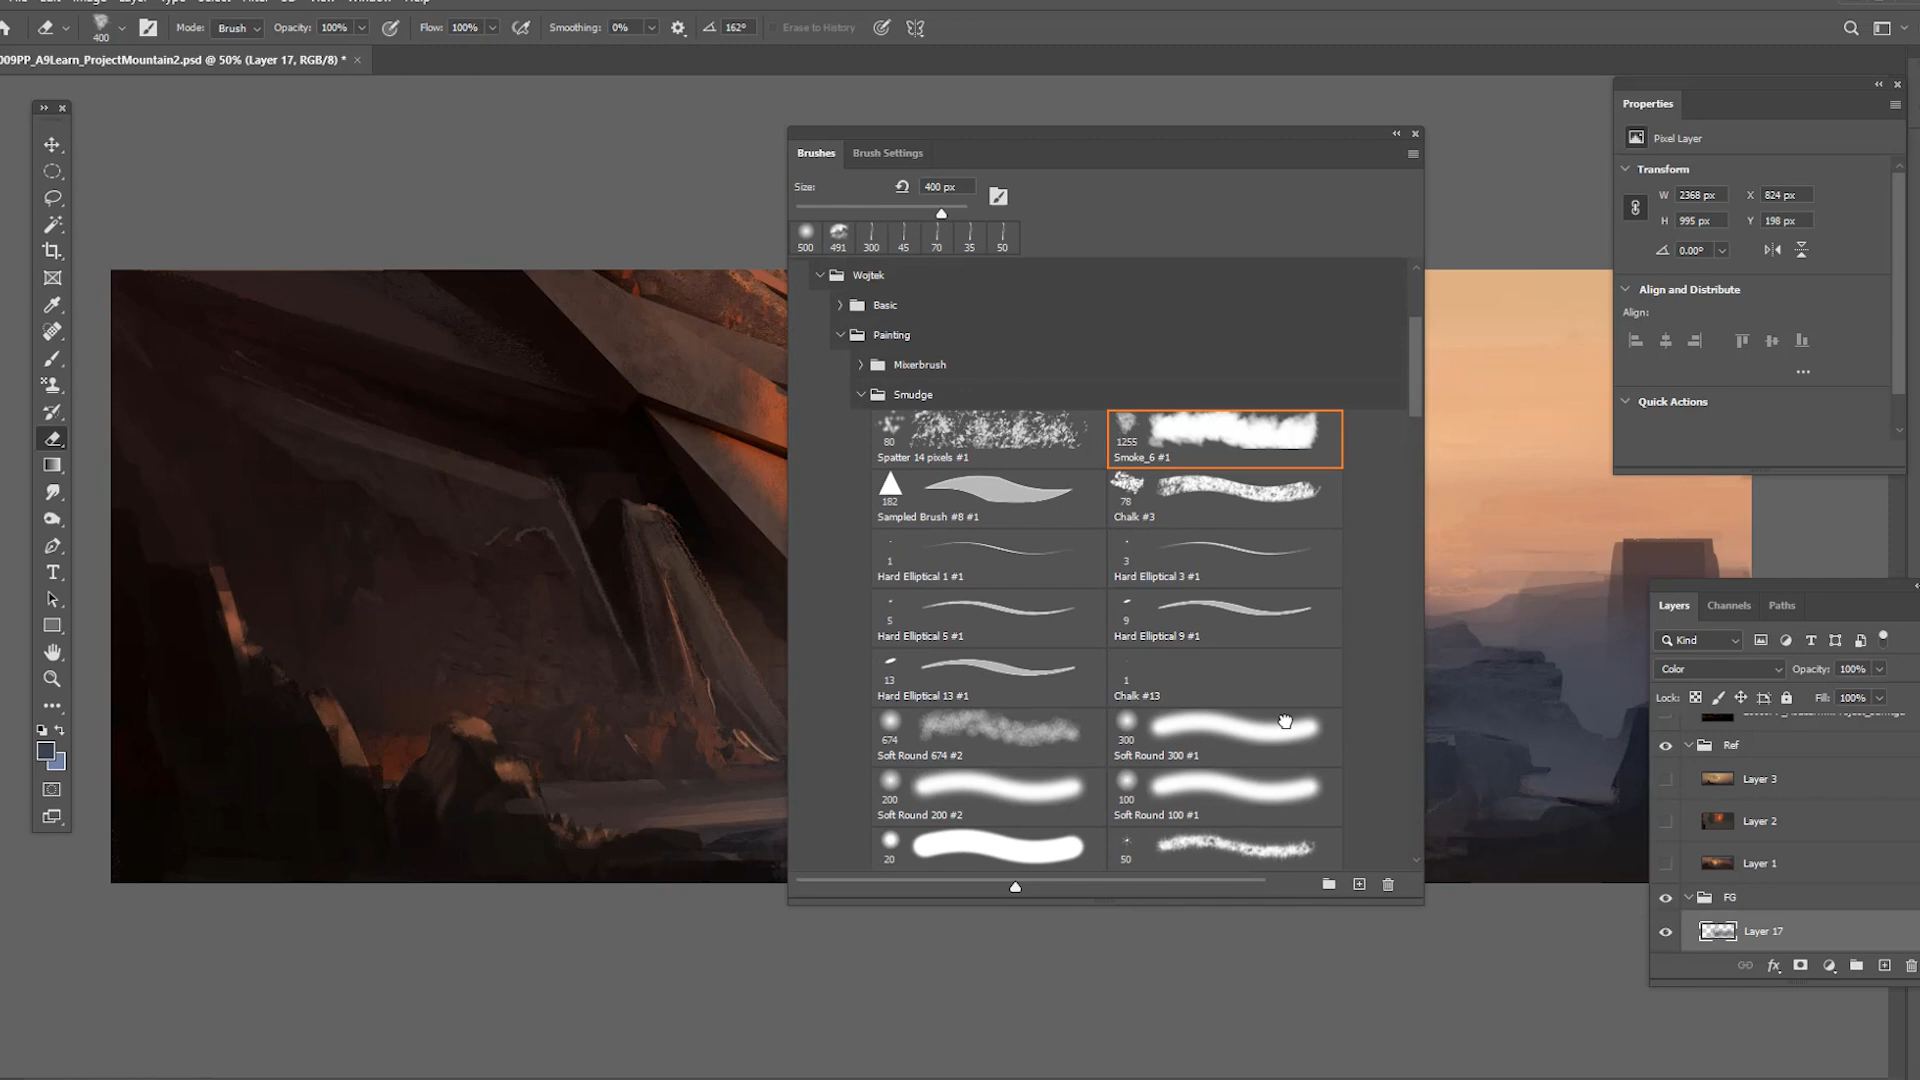 Mode: Brush Opacity: 100% Flow: 100% Smoothing: 0% 162° Erase to History
400
009PP_A9Learn_ProjectMountain2.psd @ 50% (Layer 17, RGB/8) *
Brushes Brush Settings
Size: 400 px
500 491 300 45 70 35 50
Wojtek
Basic
Painting
Mixerbrush
Smudge
80 1255
Spatter 14 pixels #1 Smoke_6 #1
182 78
Sampled Brush #8 #1 Chalk #3
1 3
Hard Elliptical 1 #1 Hard Elliptical 3 #1
5 9
Hard Elliptical 5 #1 Hard Elliptical 9 #1
13 1
Hard Elliptical 13 #1 Chalk #13
674 300
Soft Round 674 #2 Soft Round 300 #1
200 100
Soft Round 200 #2 Soft Round 100 #1
20 50
Properties
Pixel Layer
Transform
W 2368 px X 824 px
H 995 px Y 198 px
0.00°
Align and Distribute
Align:
Quick Actions
Layers Channels Paths
Kind
Color Opacity: 100%
Lock: Fill: 100%
Ref
Layer 3
Layer 2
Layer 1
FG
Layer 17